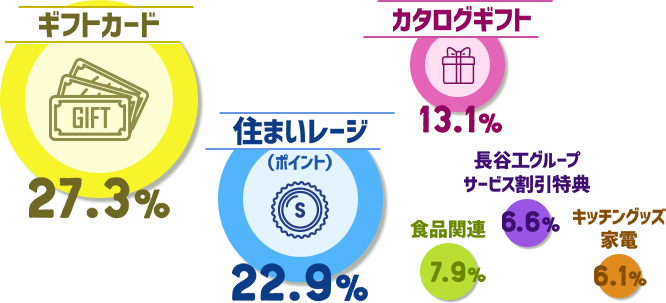 ギフトカード
GIFT
27.3%
住まいレージ
(ポイント)
S
22.9%
カタログギフト
13.1%
長谷工グループ
サービス割引特典
6.6%
食品関連
7.9%
キッチングッズ
家電
6.1%